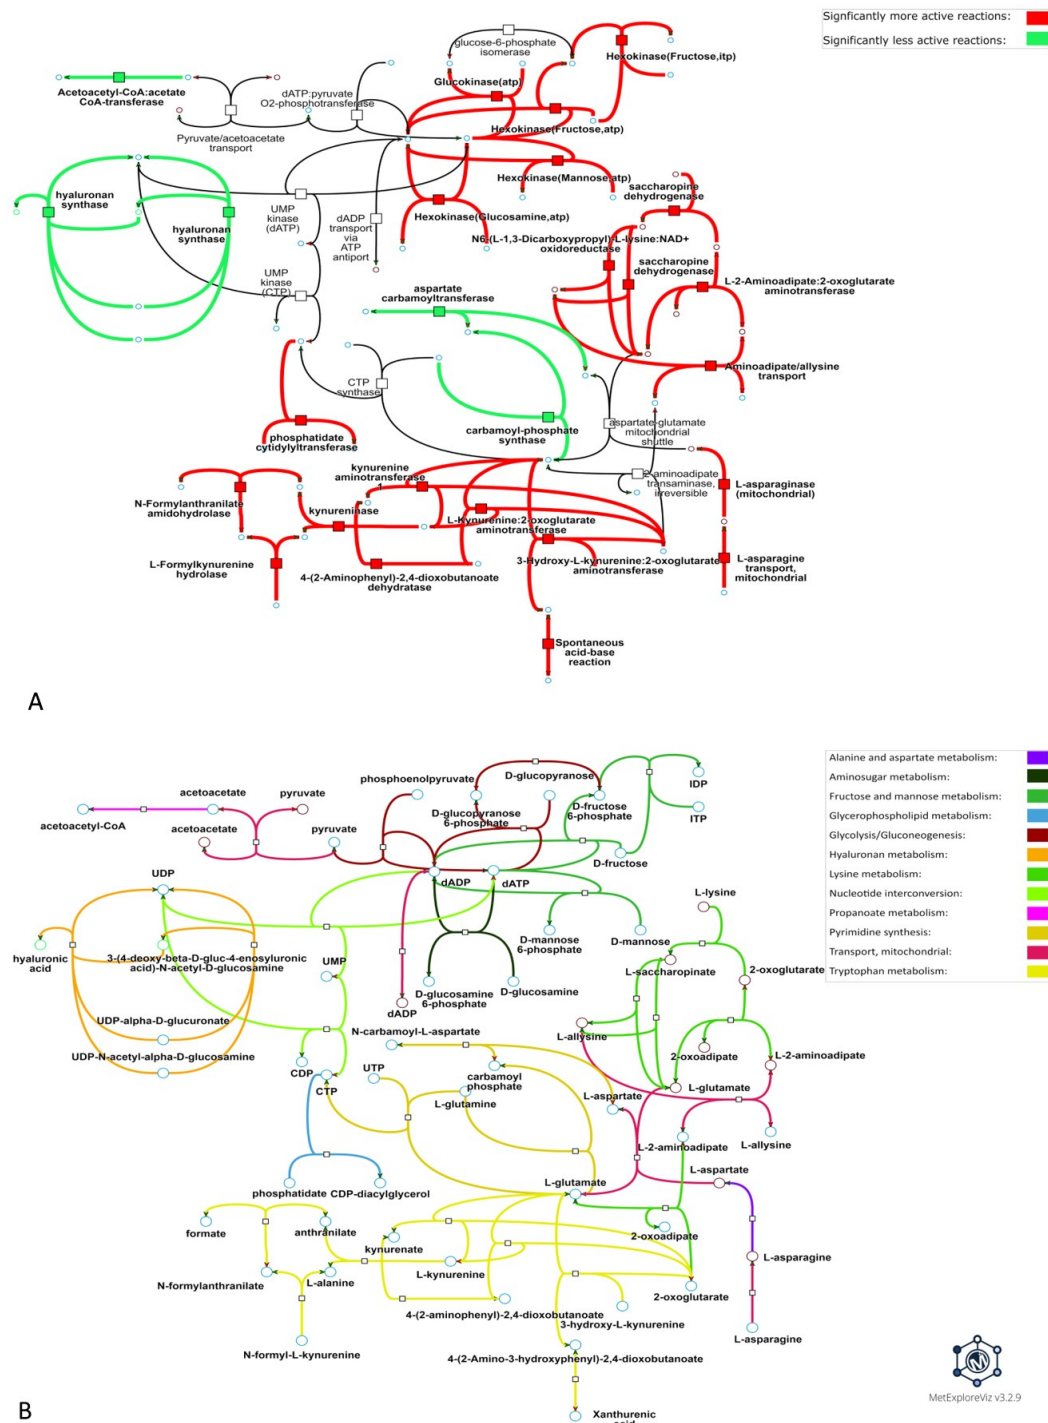 Signficantly more active reactions:
Significantly less active reactions:
glucose-6-phosphate
isomerase
Hexokinase(Fructose,itp)
Acetoacetyl-CoA:acetate
CoA-transferase
Glucokinase(atp)
dATP:pyruvate
O2-phosphotransferase
Hexokinase(Fructose,atp)
Pyruvate/acetoacetate
transport
Hexokinase(Mannose,atp)
saccharopine
dehydrogenase
hyaluronan
synthase
hyaluronan
synthase
UMP
kinase
(dATP)
dADP
transport
via
ATP
antiport
Hexokinase(Glucosamine,atp)
N6-(L-1,3-Dicarboxypropyl)-L-lysine:NAD+
oxidoreductase
saccharopine
dehydrogenase
L-2-Aminoadipate:2-oxoglutarate
aminotransferase
UMP
kinase
(CTP)
aspartate
carbamoyltransferase
Aminoadipate/allysine
transport
CTP
synthase
phosphatidate
cytidylyltransferase
carbamoyl-phosphate
synthase
aspartate-glutamate
mitochondrial
shuttle
2-aminoadipate
transaminase,
irreversible
L-asparaginase
(mitochondrial)
kynurenine
aminotransferase
1
N-Formylanthranilate
amidohydrolase
kynureninase
L-Kynurenine:2-oxoglutarate
aminotransferase
L-Formylkynurenine
hydrolase
4-(2-Aminophenyl)-2,4-dioxobutanoate
dehydratase
3-Hydroxy-L-kynurenine:2-oxoglutarate
aminotransferase
L-asparagine
transport,
mitochondrial
Spontaneous
acid-base
reaction
A
Alanine and aspartate metabolism:
Aminosugar metabolism:
Fructose and mannose metabolism:
Glycerophospholipid metabolism:
Glycolysis/Gluconeogenesis:
Hyaluronan metabolism:
Lysine metabolism:
Nucleotide interconversion:
Propanoate metabolism:
Pyrimidine synthesis:
Transport, mitochondrial:
Tryptophan metabolism:
phosphoenolpyruvate
D-glucopyranose
IDP
acetoacetate
pyruvate
D-glucopyranose
6-phosphate
D-fructose
6-phosphate
ITP
acetoacetyl-CoA
acetoacetate
pyruvate
D-fructose
UDP
dADP
dATP
L-lysine
hyaluronic
acid
3-(4-deoxy-beta-D-gluc-4-enosyluronic
acid)-N-acetyl-D-glucosamine
D-mannose
6-phosphate
D-mannose
UMP
L-saccharopinate
2-oxoglutarate
D-glucosamine
6-phosphate
D-glucosamine
dADP
UDP-alpha-D-glucuronate
N-carbamoyl-L-aspartate
L-allysine
UDP-N-acetyl-alpha-D-glucosamine
2-oxoadipate
L-2-aminoadipate
CDP
CTP
UTP
carbamoyl
phosphate
L-glutamine
L-aspartate
L-glutamate
L-2-aminoadipate
L-allysine
L-aspartate
phosphatidate
CDP-diacylglycerol
L-glutamate
formate
anthranilate
kynurenate
2-oxoadipate
L-asparagine
N-formylanthranilate
L-alanine
L-kynurenine
4-(2-aminophenyl)-2,4-dioxobutanoate
2-oxoglutarate
3-hydroxy-L-kynurenine
L-asparagine
N-formyl-L-kynurenine
4-(2-Amino-3-hydroxyphenyl)-2,4-dioxobutanoate
Xanthurenic
MetExploreViz v3.2.9
B